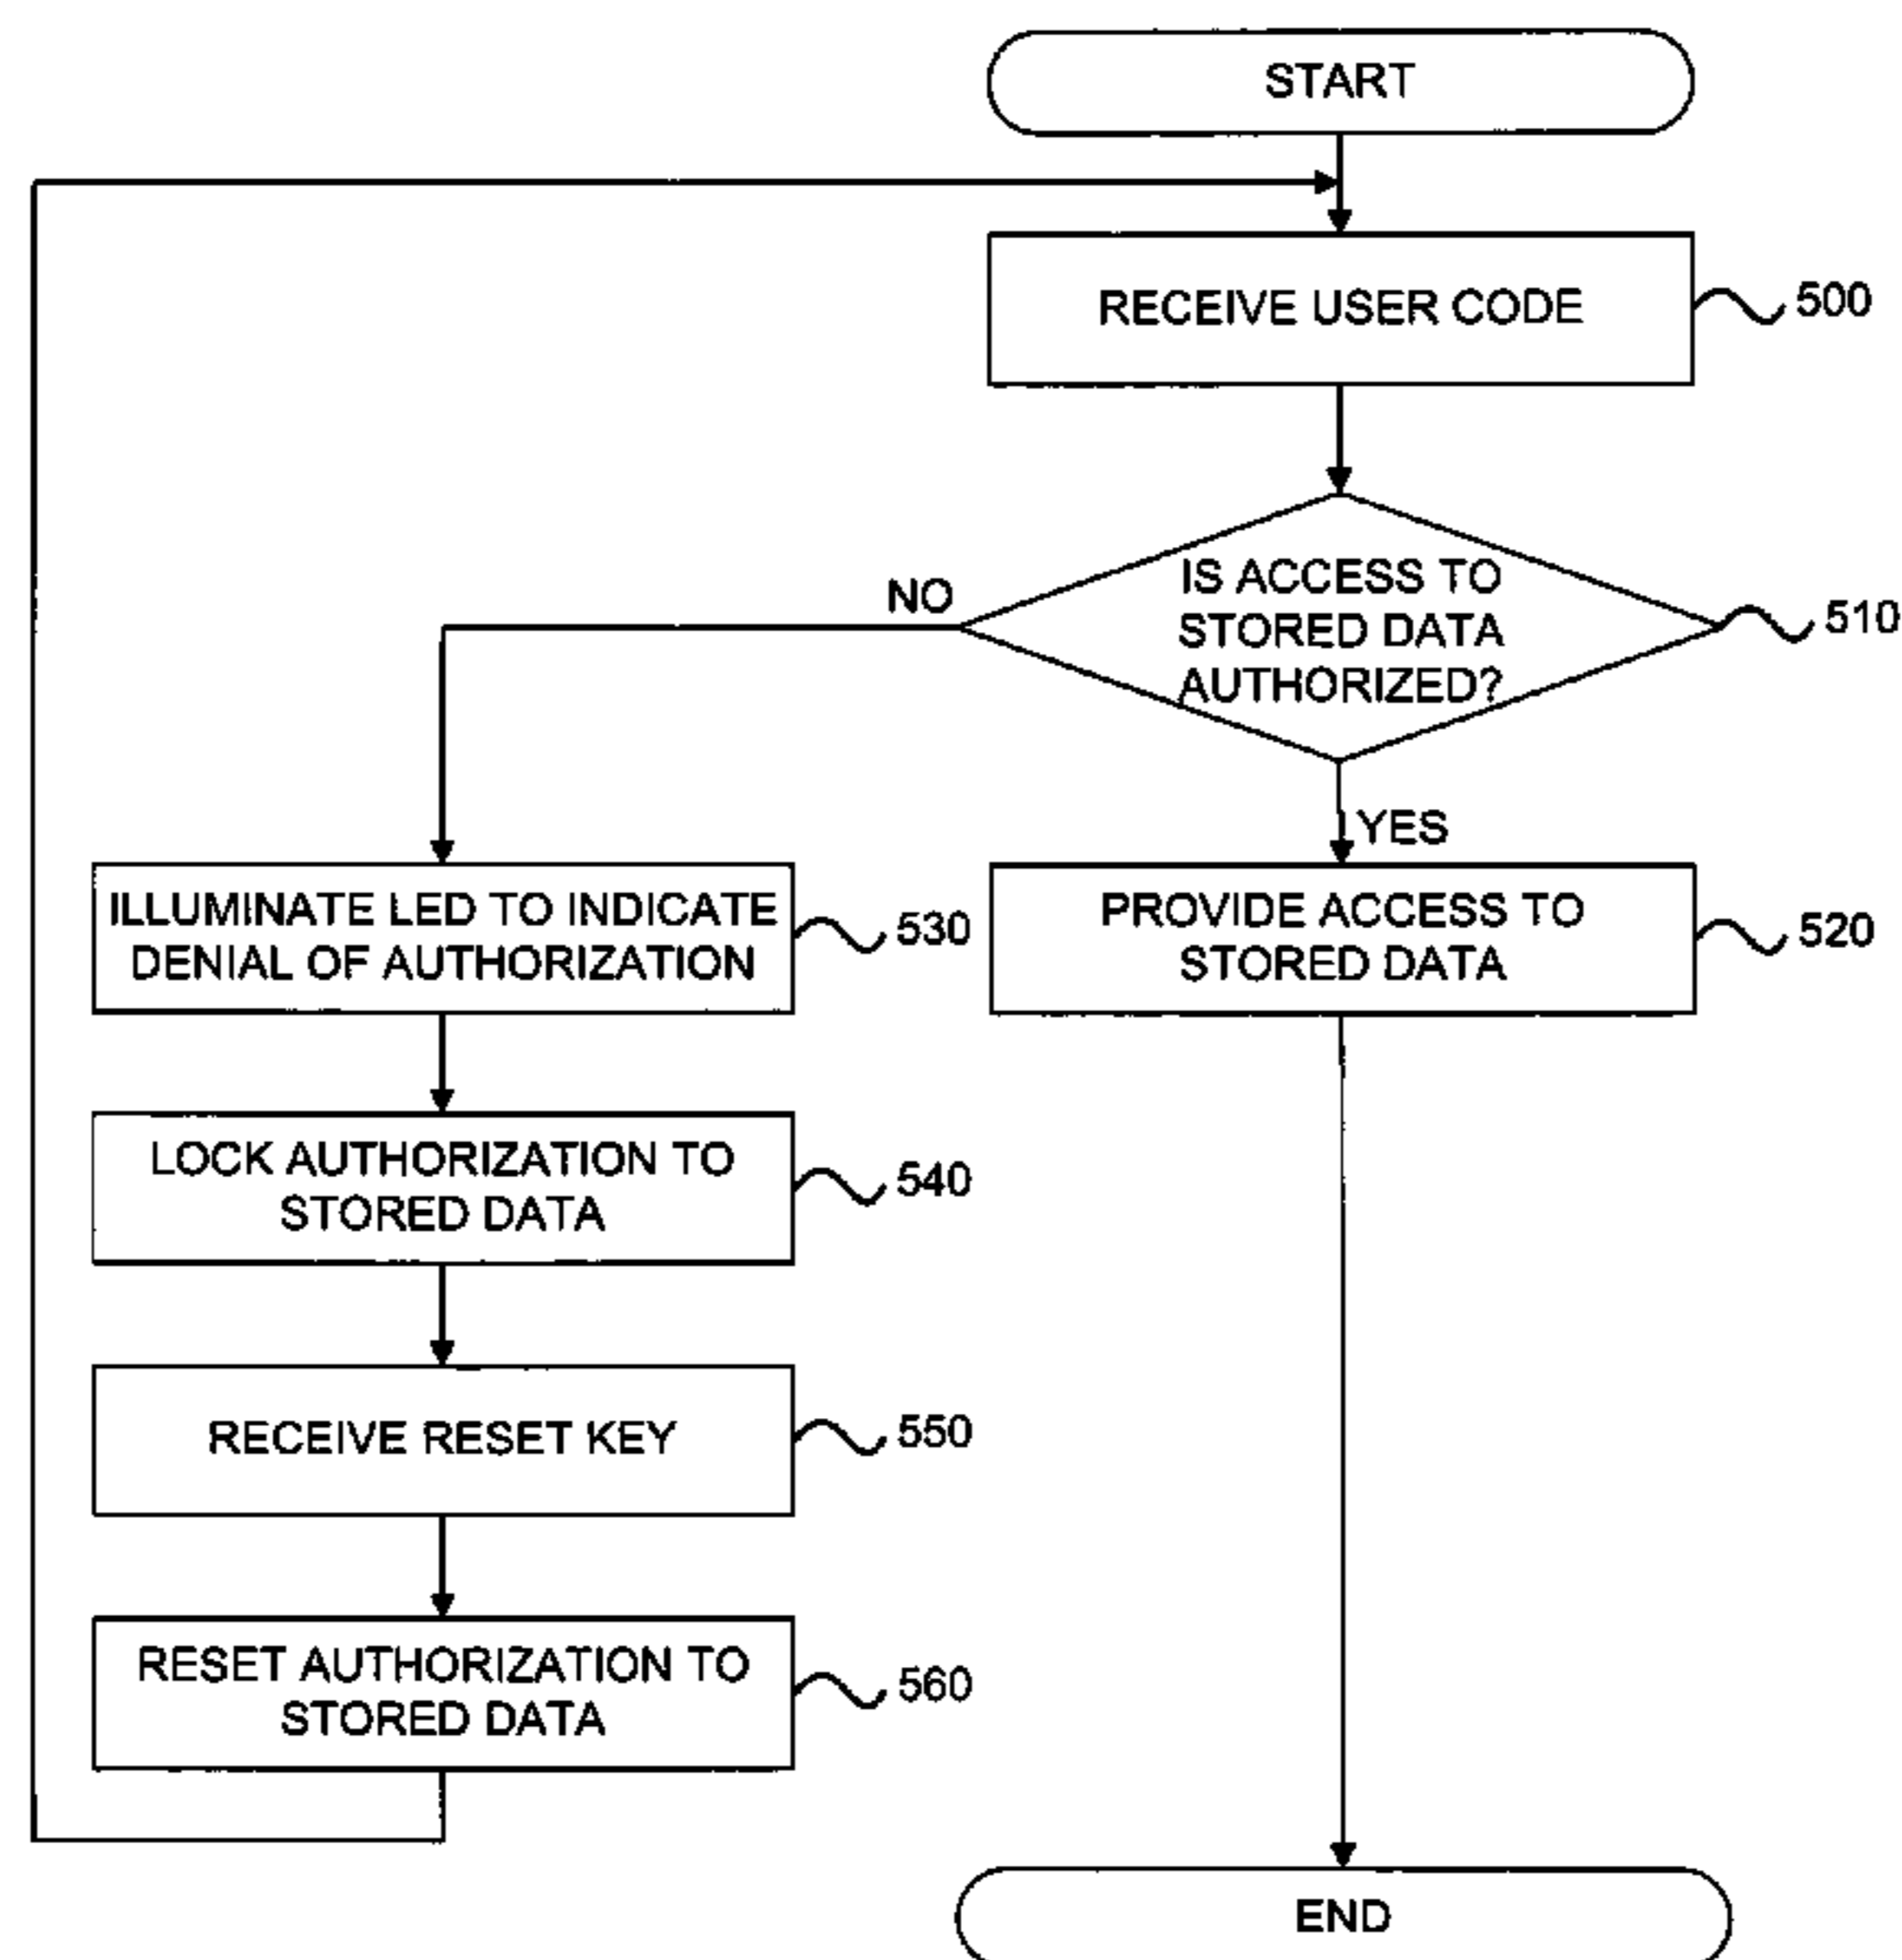 START
RECEIVE USER CODE
500
IS ACCESS TO
STORED DATA
AUTHORIZED?
510
NO
YES
ILLUMINATE LED TO INDICATE
DENIAL OF AUTHORIZATION
530
PROVIDE ACCESS TO
STORED DATA
520
LOCK AUTHORIZATION TO
STORED DATA
540
RECEIVE RESET KEY
550
RESET AUTHORIZATION TO
STORED DATA
560
END